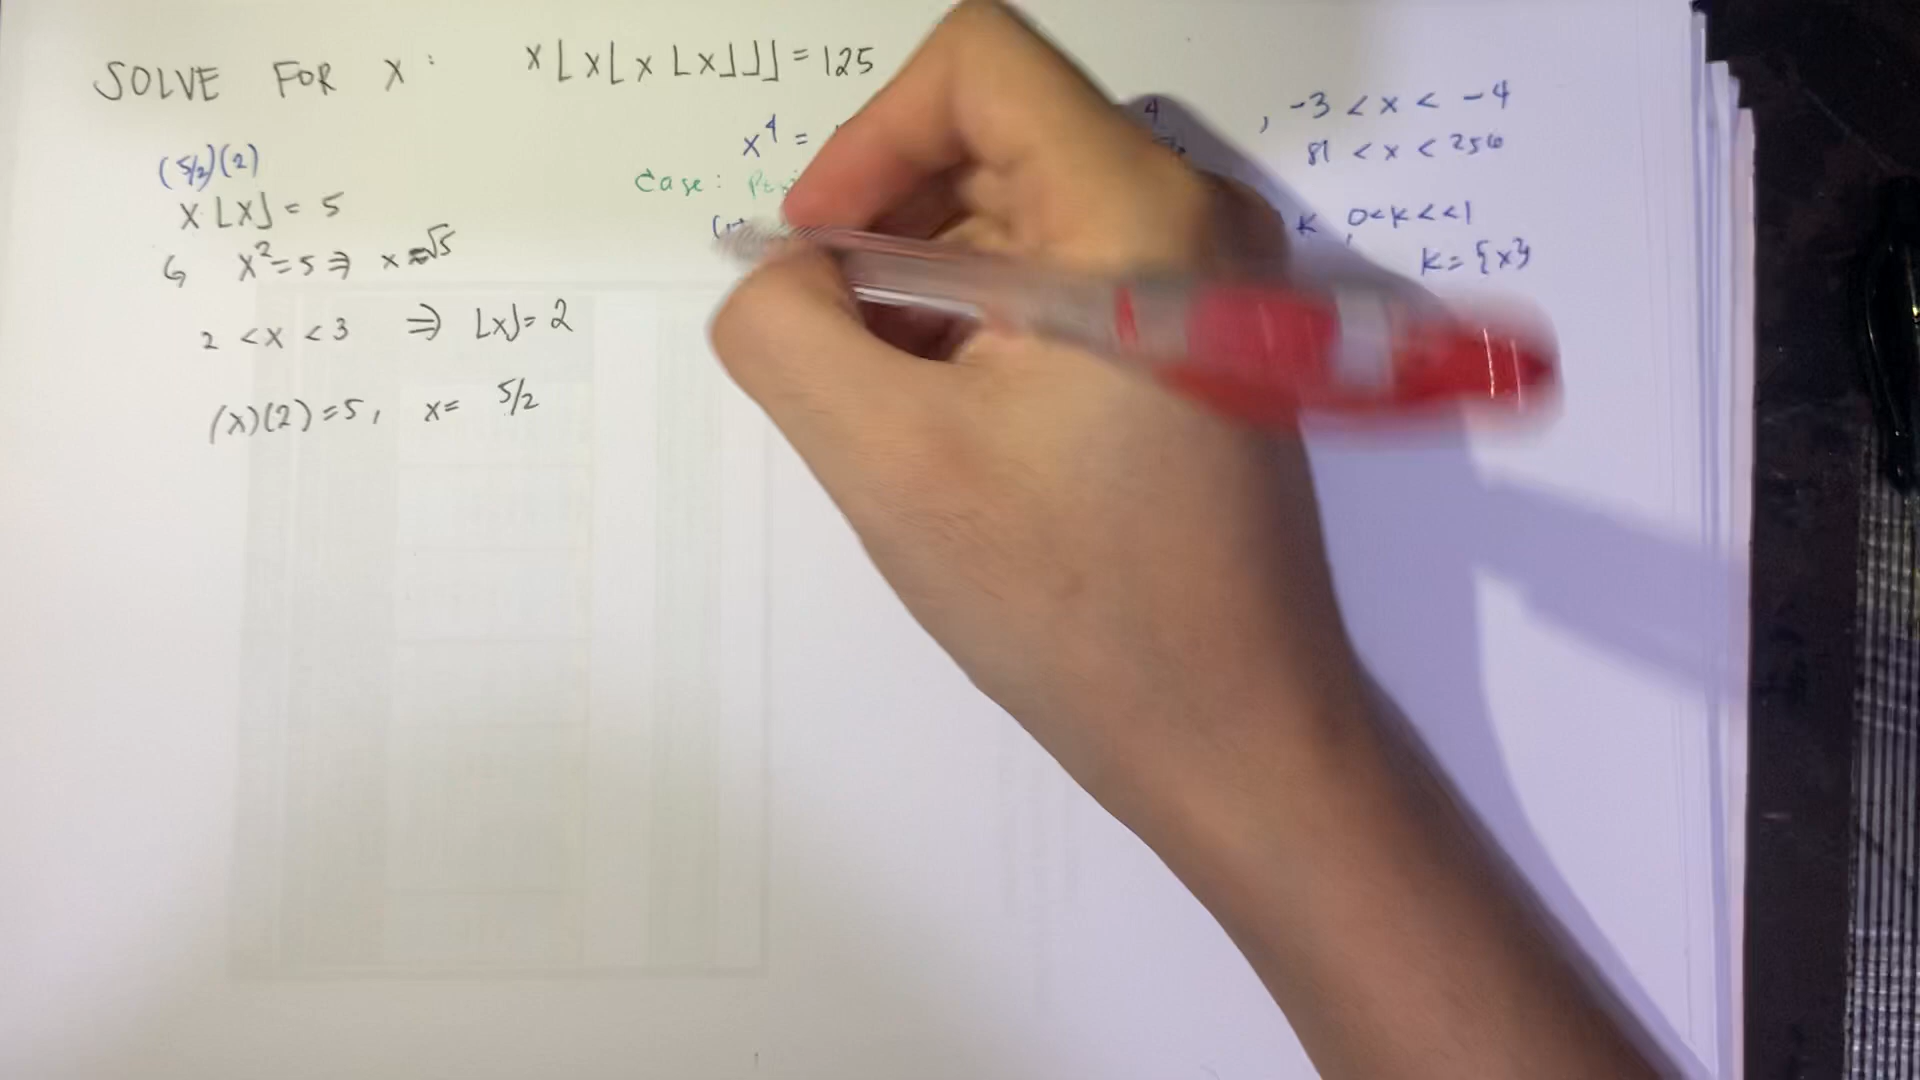 SOLVE FOR X : x⌊x⌊x⌊x⌋⌋⌋ = 125
(5/2)(2)
x⌊x⌋ = 5
↳ x² = 5 ⇒ x = √5
2 < x < 3 ⇒ ⌊x⌋ = 2
(x)(2) = 5, x = 5/2
x⁴ =
Case:
4
, -3 < x < -4
81 < x < 256
K, 0 < K << 1
K = {x}